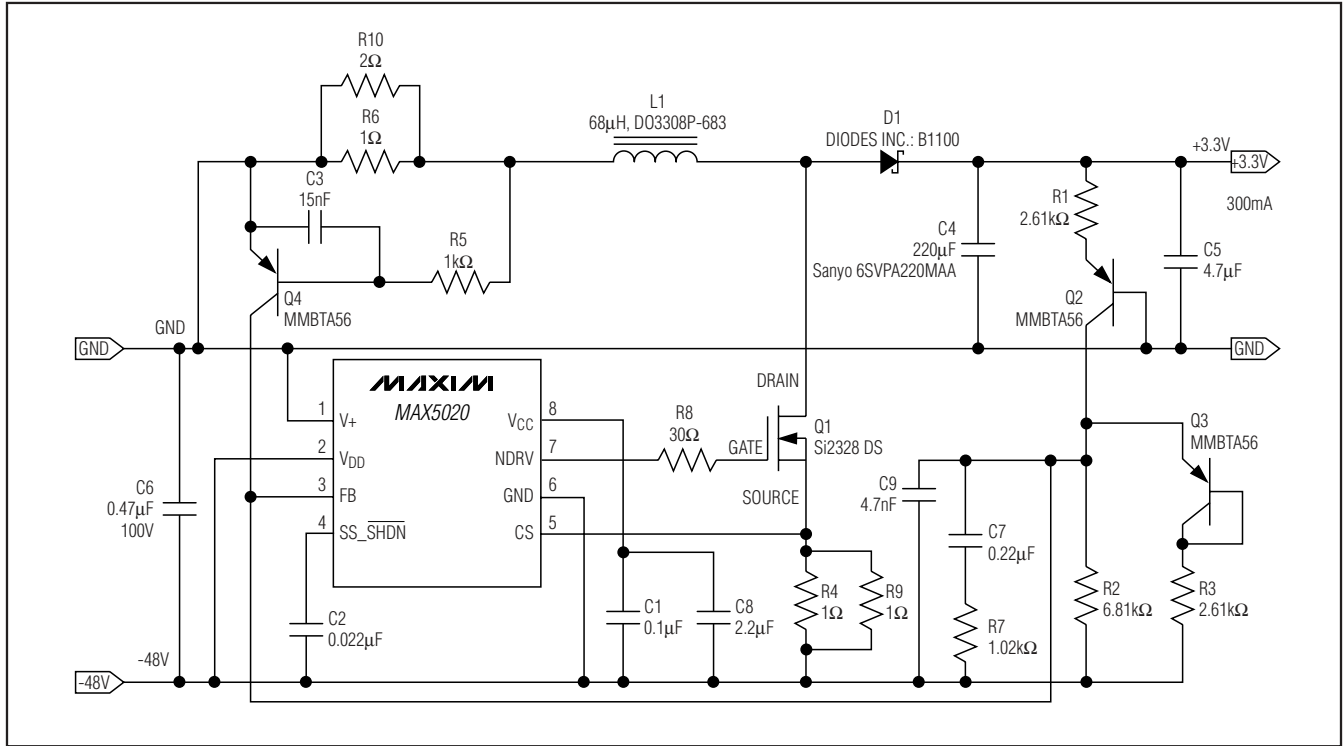 R10
2Ω
R6
1Ω
C3
15nF
R5
1kΩ
Q4
MMBTA56
L1
68µH, DO3308P-683
D1
DIODES INC.: B1100
+3.3V
+3.3V
300mA
R1
2.61kΩ
C4
220µF
Sanyo 6SVPA220MAA
C5
4.7µF
Q2
MMBTA56
GND
GND
GND
MAXIM
MAX5020
1
V+
2
VDD
3
FB
4
SS_SHDN
8
VCC
7
NDRV
6
GND
5
CS
C6
0.47µF
100V
R8
30Ω
DRAIN
GATE
Q1
Si2328 DS
SOURCE
Q3
MMBTA56
C9
4.7nF
C7
0.22µF
C2
0.022µF
C1
0.1µF
C8
2.2µF
R4
1Ω
R9
1Ω
R7
1.02kΩ
R2
6.81kΩ
R3
2.61kΩ
-48V
-48V